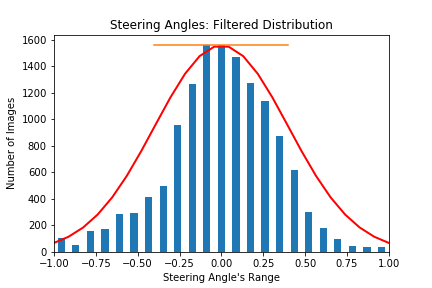 Steering Angles: Filtered Distribution
1600
1400
1200
1000
800
600
400
200
0
Number of Images
−1.00 −0.75 −0.50 −0.25 0.00 0.25 0.50 0.75 1.00
Steering Angle's Range